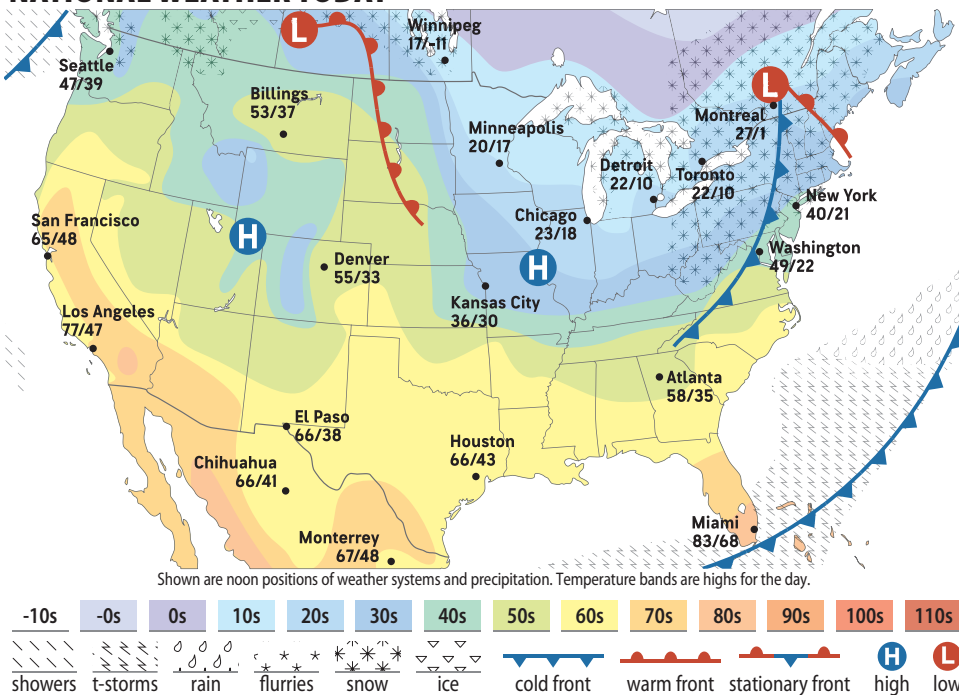 NATIONAL WEATHER TODAY
L
Winnipeg
17/-11
Seattle
47/39
Billings
53/37
L
Montreal
27/1
Minneapolis
20/17
Detroit
22/10
Toronto
22/10
New York
40/21
San Francisco
65/48
Chicago
23/18
H
Washington
49/22
Denver
55/33
H
Kansas City
36/30
Los Angeles
77/47
Atlanta
58/35
El Paso
66/38
Houston
66/43
Chihuahua
66/41
Miami
83/68
Monterrey
67/48
Shown are noon positions of weather systems and precipitation. Temperature bands are highs for the day.
-10s -0s 0s 10s 20s 30s 40s 50s 60s 70s 80s 90s 100s 110s
H L
showers t-storms rain flurries snow ice cold front warm front stationary front high low